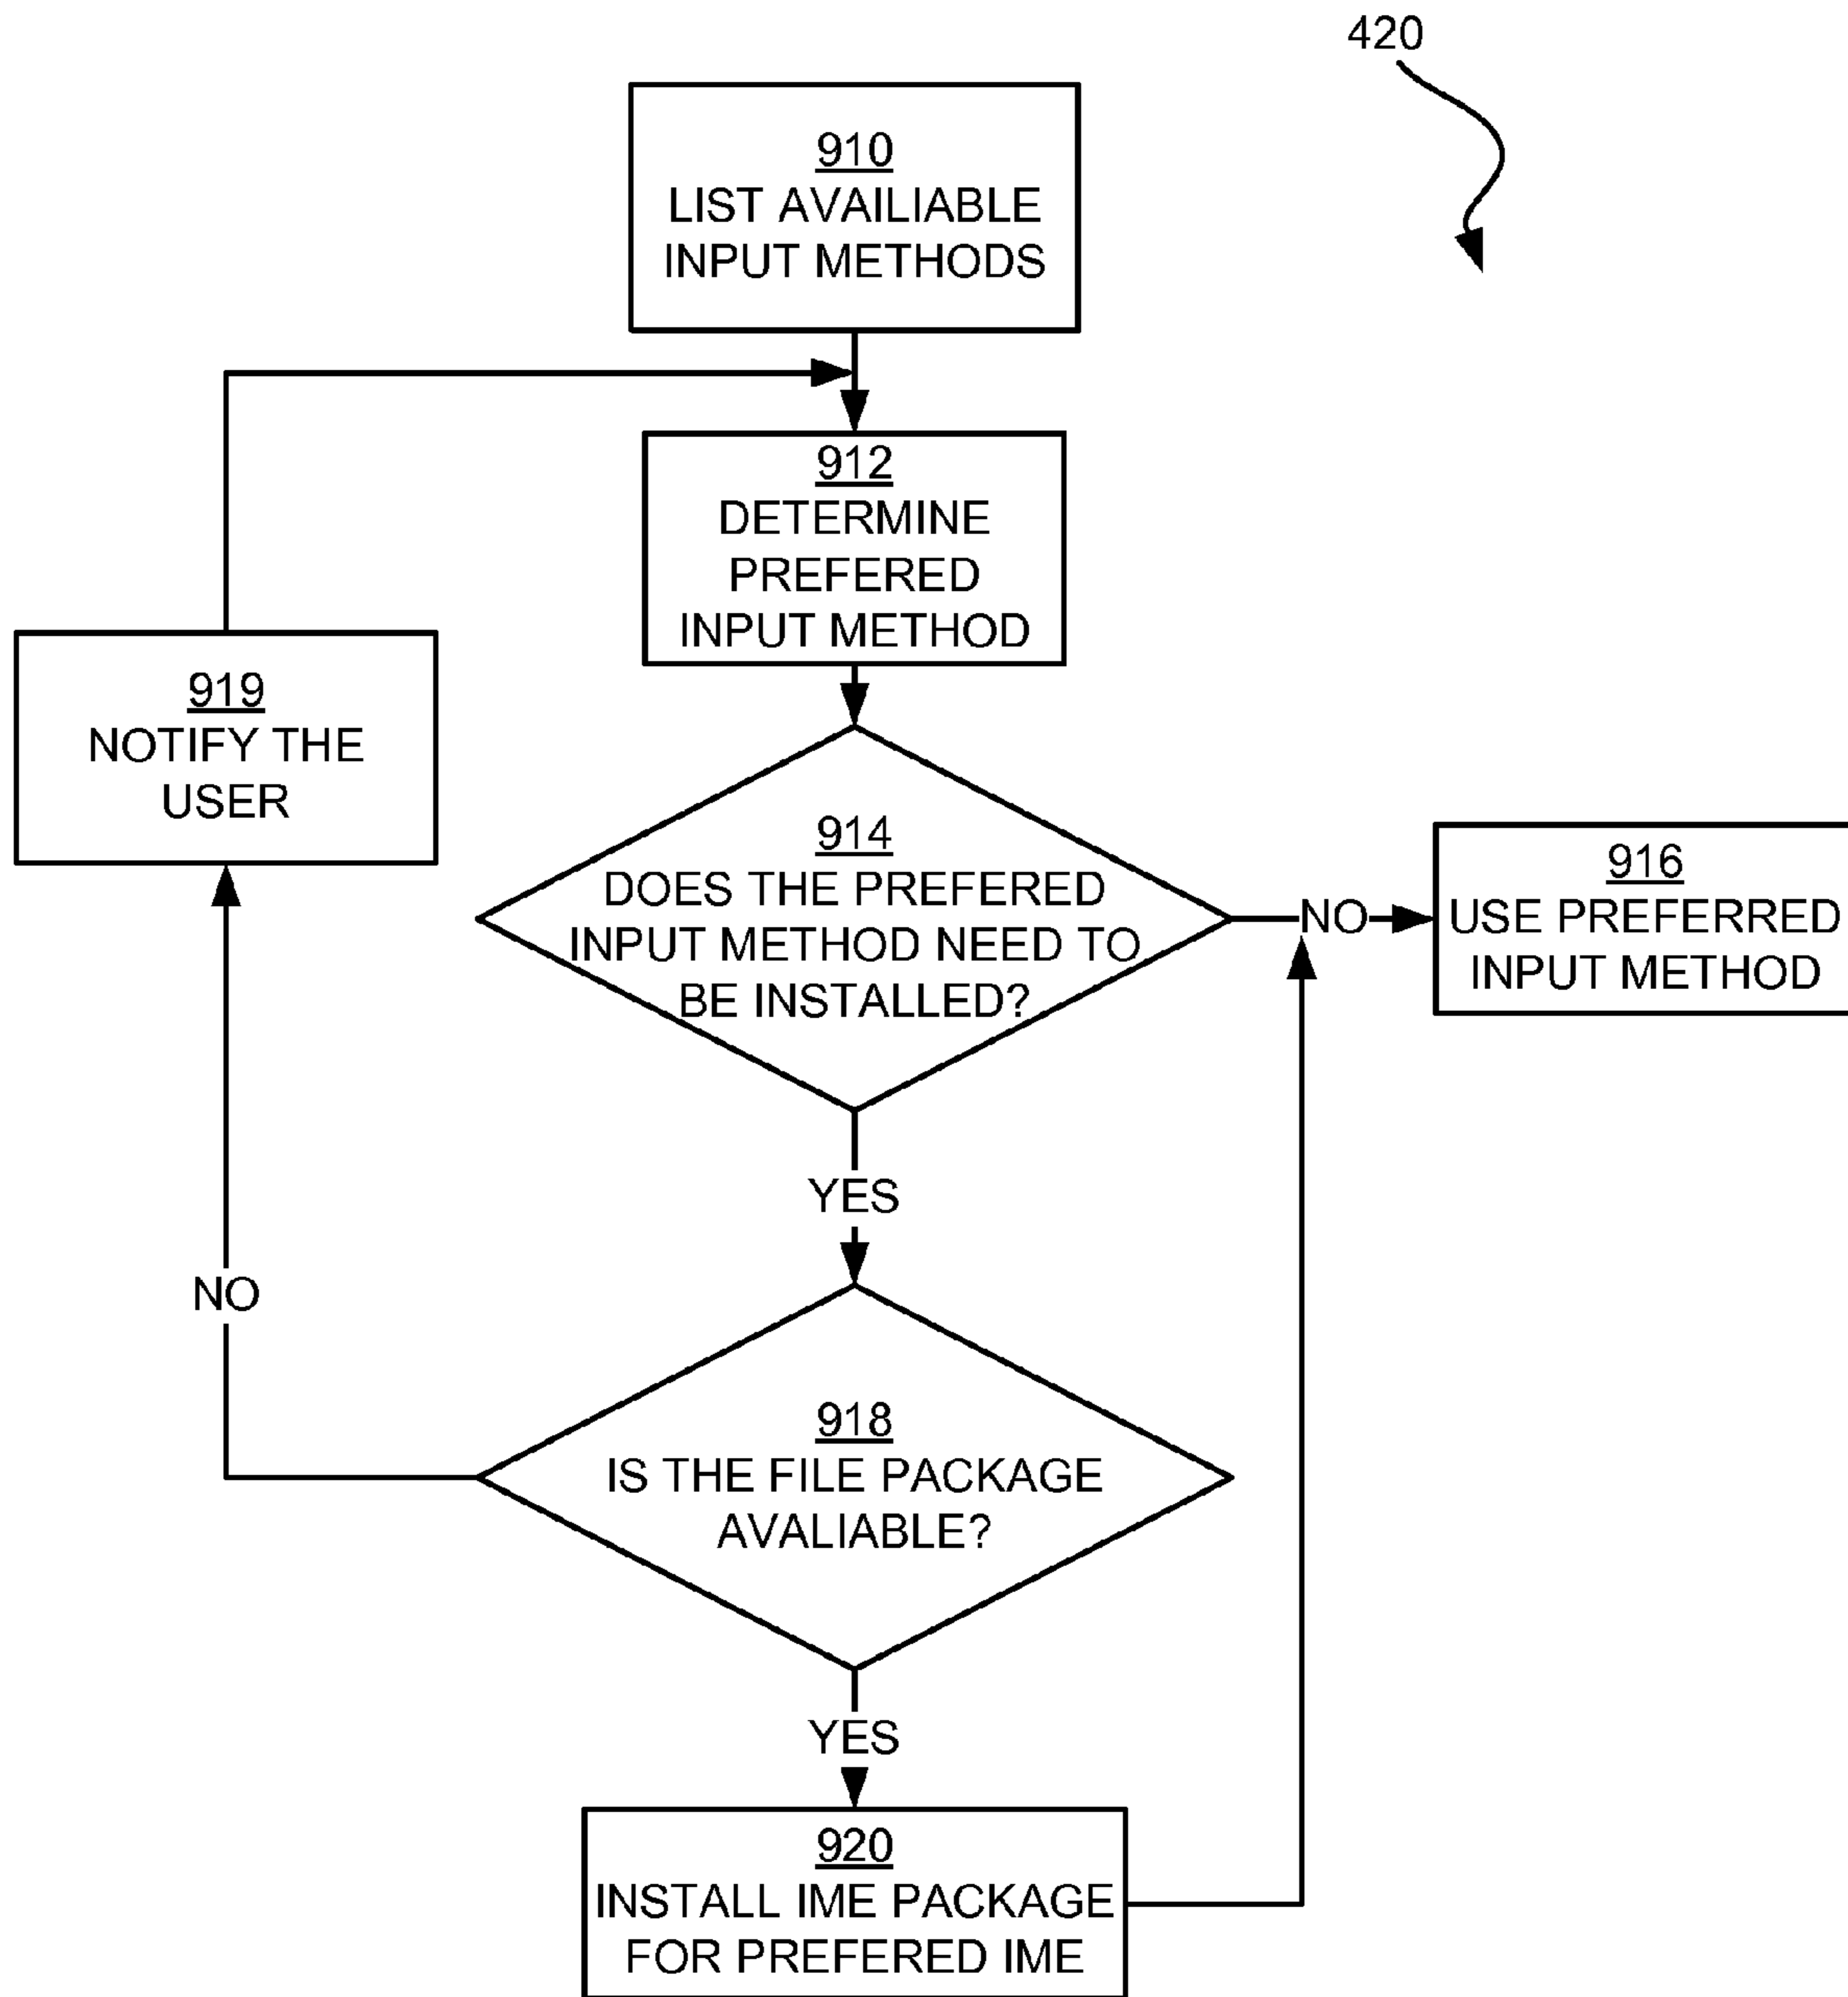 420
910
LIST AVAILIABLE
INPUT METHODS
912
DETERMINE
PREFERED
INPUT METHOD
919
NOTIFY THE
USER
914
DOES THE PREFERED
INPUT METHOD NEED TO
BE INSTALLED?
NO
916
USE PREFERRED
INPUT METHOD
YES
NO
918
IS THE FILE PACKAGE
AVALIABLE?
YES
920
INSTALL IME PACKAGE
FOR PREFERED IME